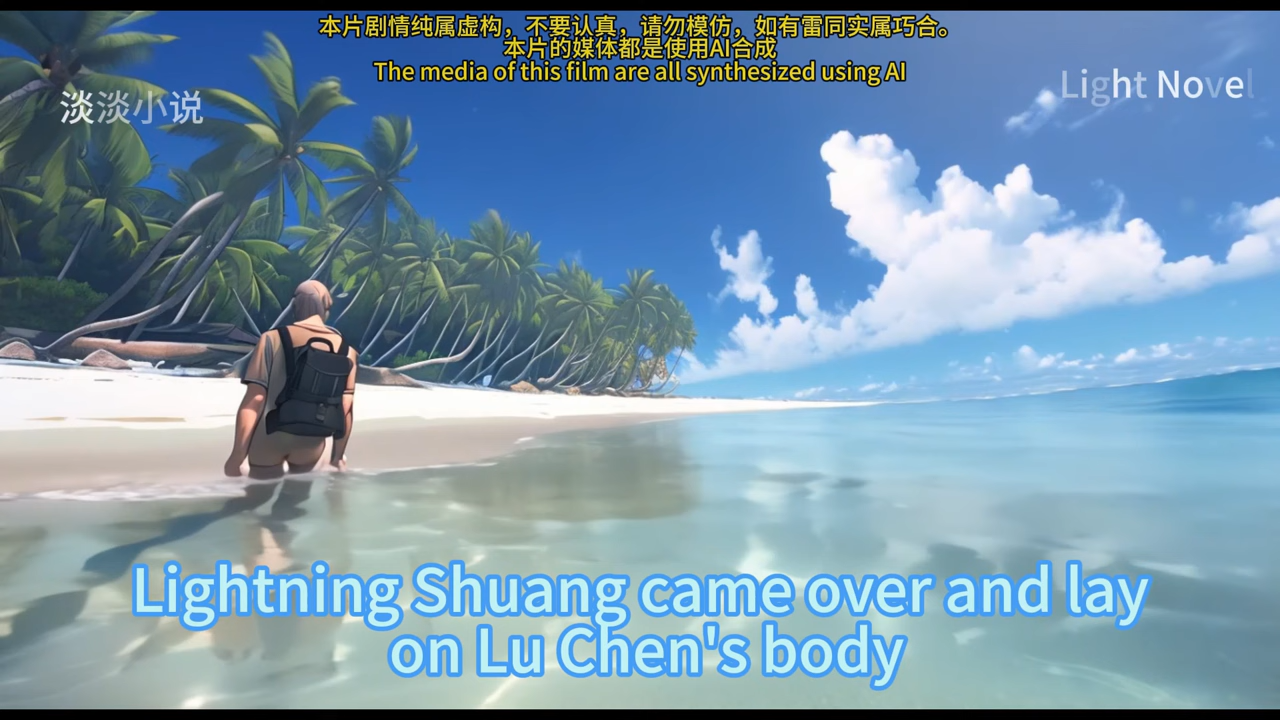 本片剧情纯属虚构，不要认真，请勿模仿，如有雷同实属巧合。
本片的媒体都是使用AI合成
The media of this film are all synthesized using AI
淡淡小说
Light Novel
Lightning Shuang came over and lay
on Lu Chen's body